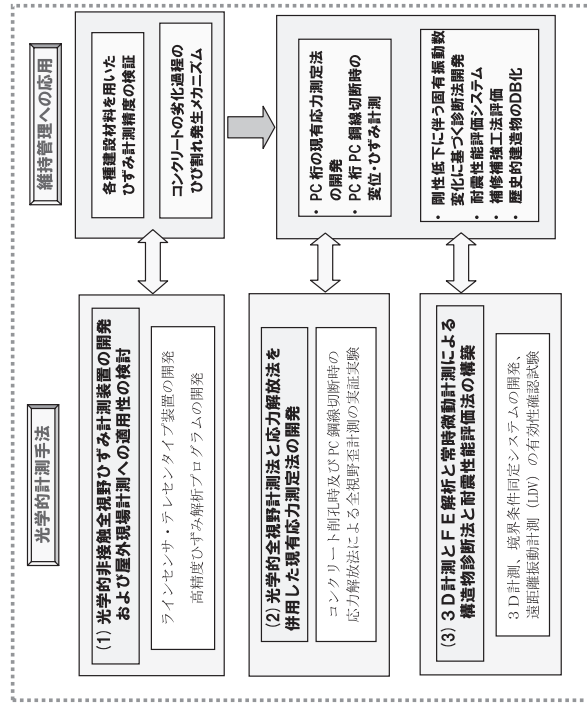 光学的計測手法
維持管理への応用
(1) 光学的非接触全視野ひずみ計測装置の開発
および屋外現場計測への適用性の検討
ラインセンサ・テレセンタイプ装置の開発
高精度ひずみ解析プログラムの開発
各種建設材料を用いた
ひずみ計測精度の検証
コンクリートの劣化過程の
ひび割れ発生メカニズム
(2) 光学的全視野計測法と応力解放法を
併用した現有応力測定法の開発
コンクリート削孔時及びPC鋼線切断時の
応力解放法による全視野歪計測の実証実験
・PC桁の現有応力測定法
の開発
・PC桁PC鋼線切断時の
変位・ひずみ計測
(3) 3D計測とFE解析と常時微動計測による
構造物診断法と耐震性能評価法の構築
3D計測、境界条件同定システムの開発、
遠距離振動計測（LDV）の有効性確認試験
・剛性低下に伴う固有振動数
変化に基づく診断法開発
・耐震性能評価システム
・補修補強工法評価
・歴史的建造物のDB化